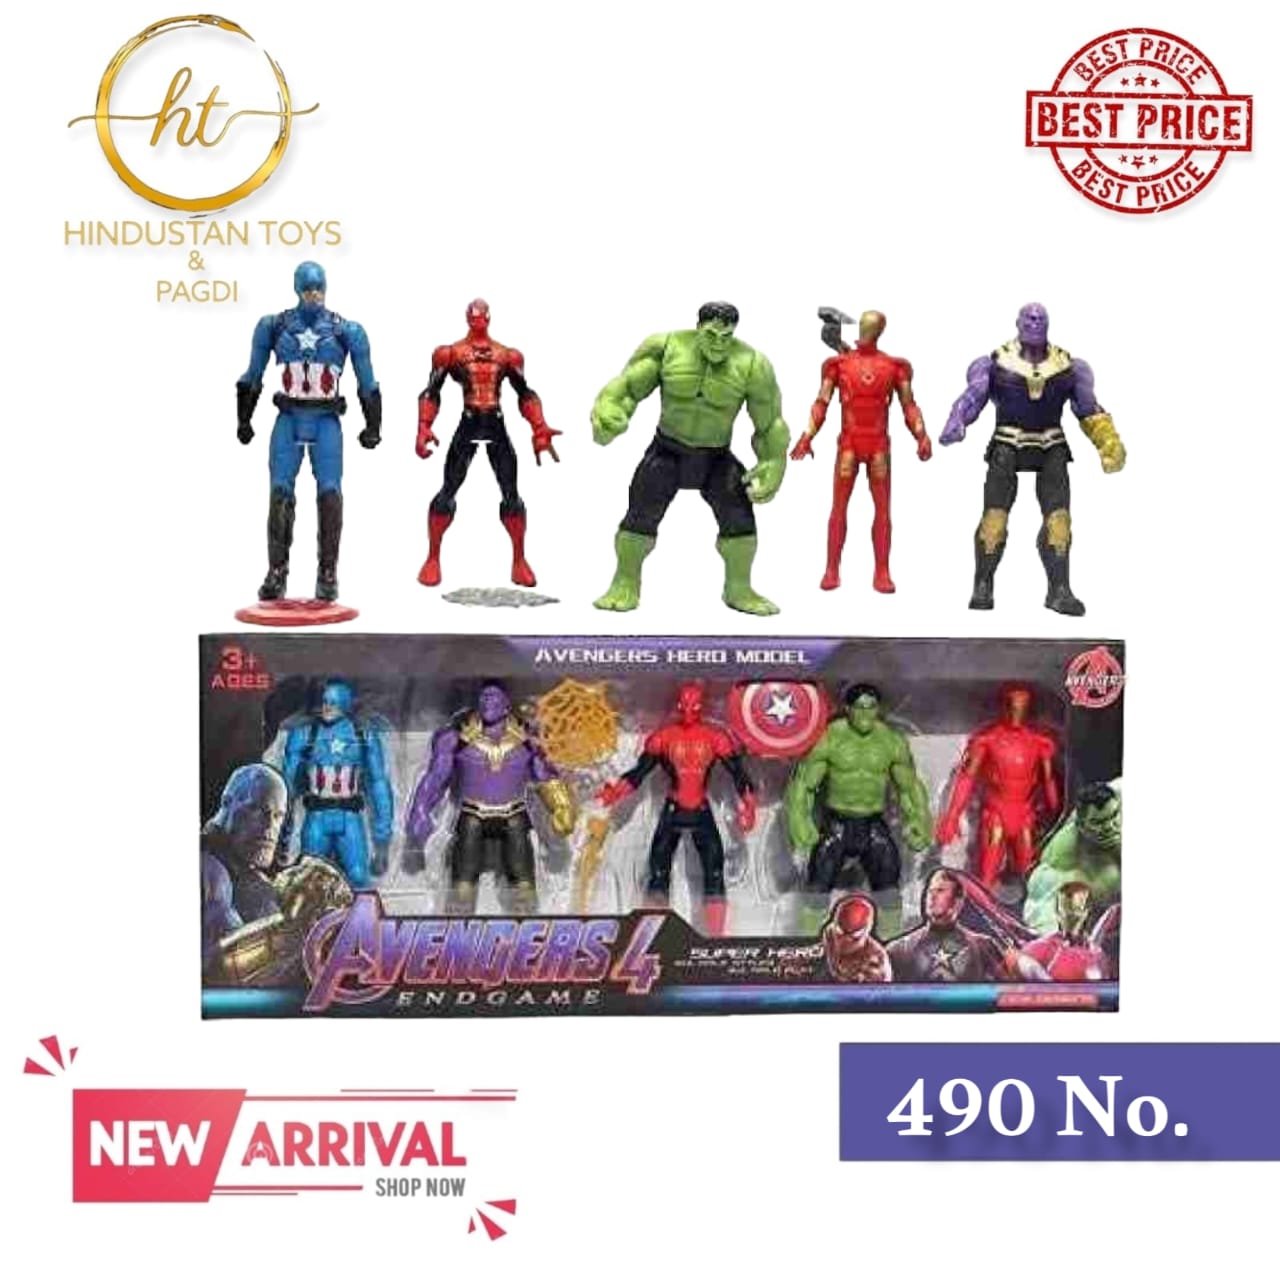 ht
HINDUSTAN TOYS
&
PAGDI
BEST PRICE
BEST PRICE
BEST PRICE
3+
AGES
AVENGERS HERO MODEL
AVENGERS
AVENGERS 4
ENDGAME
SUPER HERO
NEW ARRIVAL
SHOP NOW
490 No.